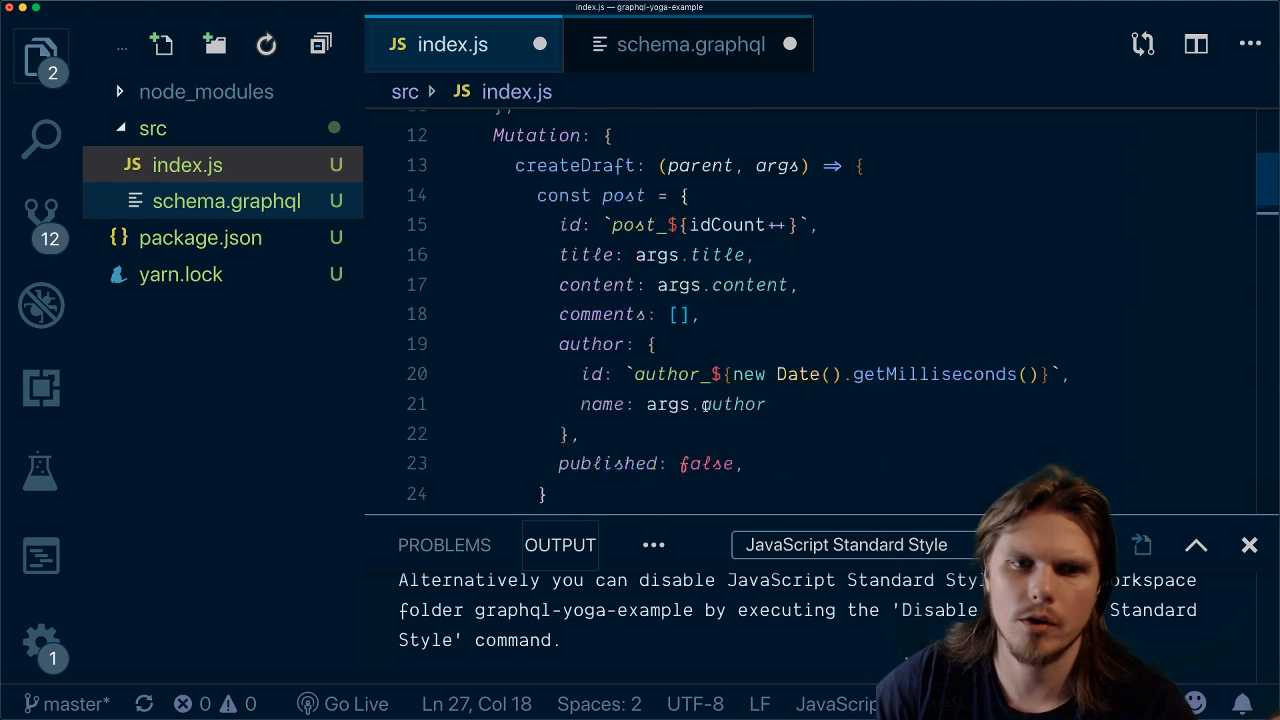 index.js — graphql-yoga-example
...
JS index.js
schema.graphql
2
node_modules
src
JS index.js U
schema.graphql U
{} package.json U
yarn.lock U
12
1
src JS index.js
12 Mutation: {
13 createDraft: (parent, args) => {
14 const post = {
15 id: `post_${idCount++}`,
16 title: args.title,
17 content: args.content,
18 comments: [],
19 author: {
20 id: `author_${new Date().getMilliseconds()}`,
21 name: args.author
22 },
23 published: false,
24 }
PROBLEMS OUTPUT ... JavaScript Standard Style
Alternatively you can disable JavaScript Standard
folder graphql-yoga-example by executing the 'Disable Standard
Style' command.
master* 0 0 Go Live Ln 27, Col 18 Spaces: 2 UTF-8 LF